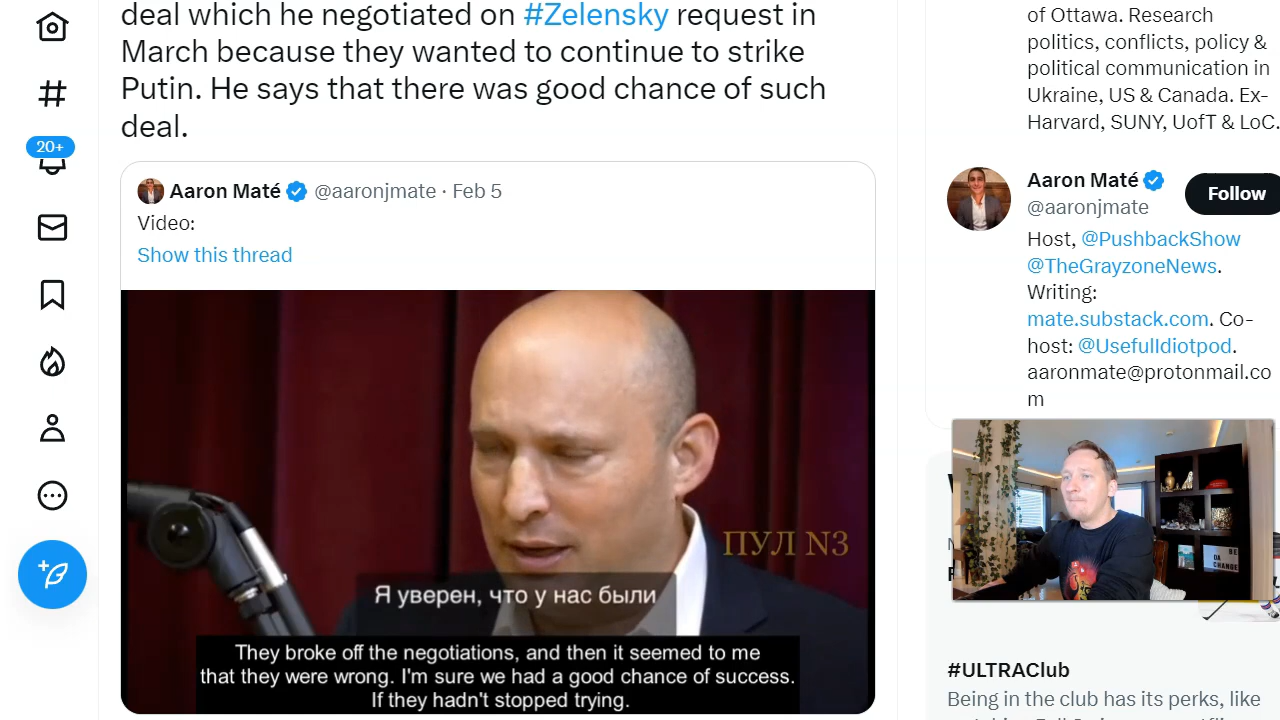 deal which he negotiated on #Zelensky request in
March because they wanted to continue to strike
Putin. He says that there was good chance of such
deal.
20+
Aaron Maté @aaronjmate · Feb 5
Video:
Show this thread
ПУЛ N3
Я уверен, что у нас были
They broke off the negotiations, and then it seemed to me
that they were wrong. I'm sure we had a good chance of success.
If they hadn't stopped trying.
of Ottawa. Research
politics, conflicts, policy &
political communication in
Ukraine, US & Canada. Ex-
Harvard, SUNY, UofT & LoC.
Aaron Maté
@aaronjmate
Follow
Host, @PushbackShow
@TheGrayzoneNews.
Writing:
mate.substack.com. Co-
host: @UsefulIdiotpod.
aaronmate@protonmail.co
m
BE
DA
CHANGE
#ULTRAClub
Being in the club has its perks, like